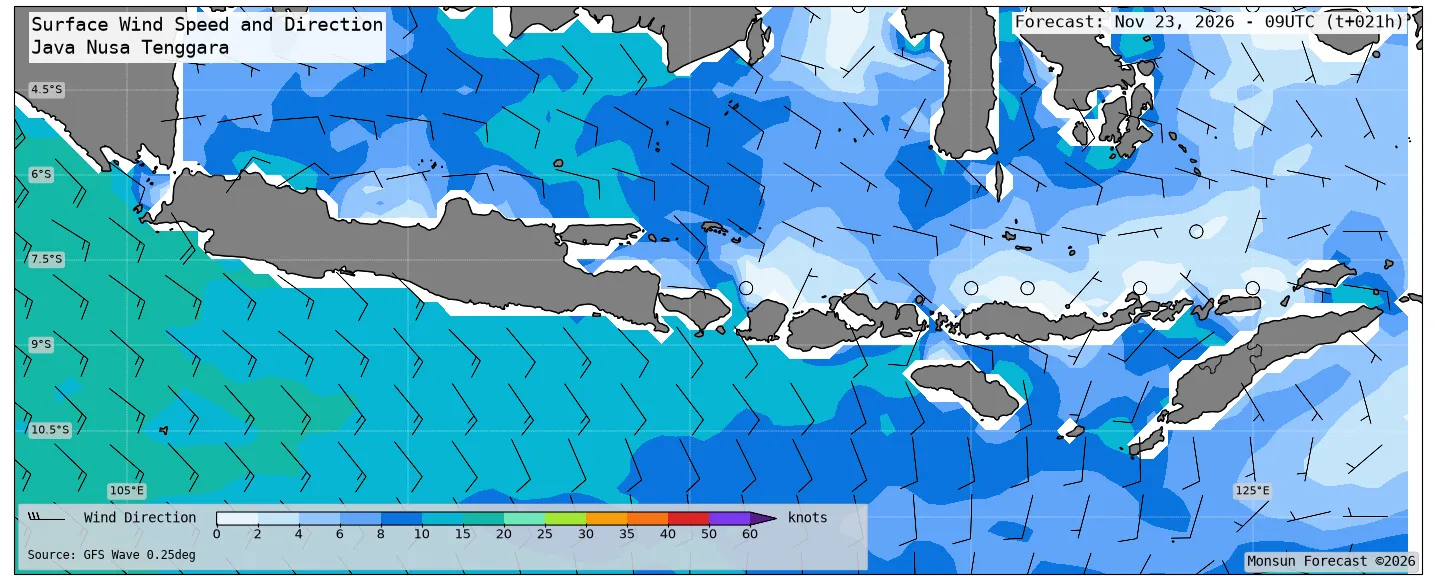 Surface Wind Speed and Direction
Java Nusa Tenggara
Forecast: Nov 23, 2026 - 09UTC (t+021h)
4.5°S
6°S
7.5°S
9°S
10.5°S
105°E
125°E
Wind Direction
0 2 4 6 8 10 15 20 25 30 35 40 50 60
knots
Source: GFS Wave 0.25deg
Monsun Forecast ©2026